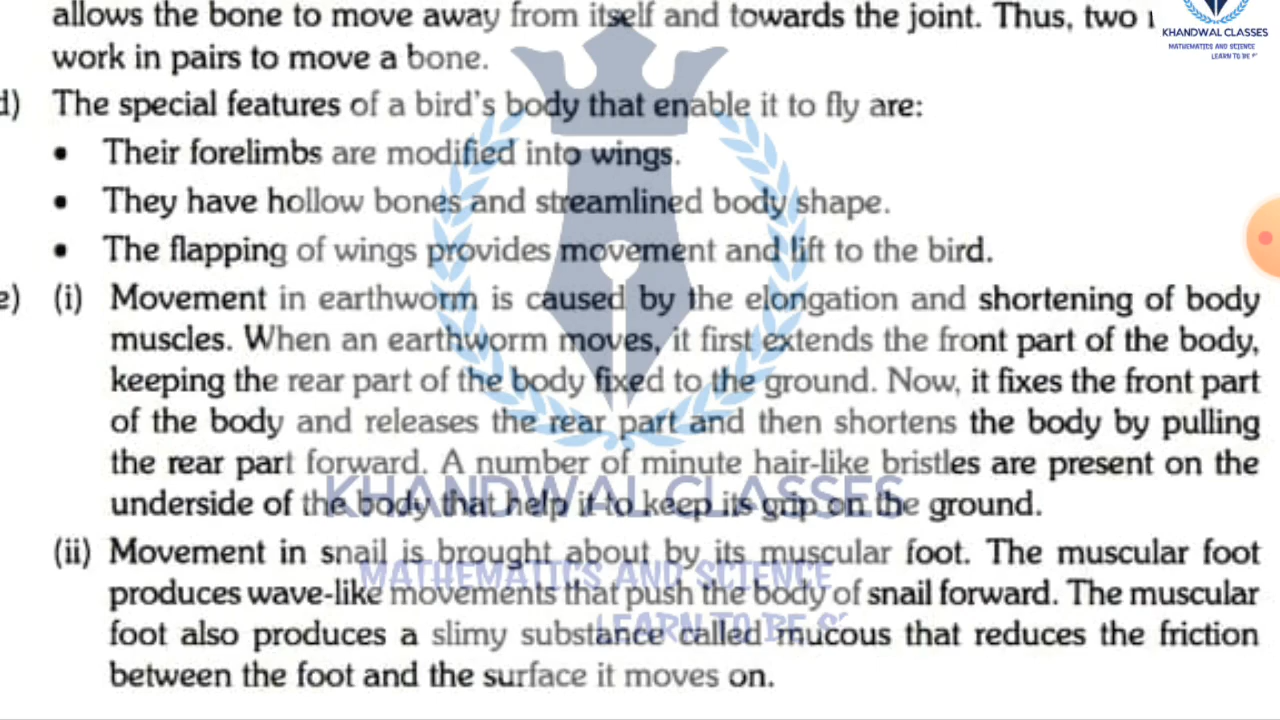 allows the bone to move away from itself and towards the joint. Thus, two
work in pairs to move a bone.
d) The special features of a bird's body that enable it to fly are:
• Their forelimbs are modified into wings.
• They have hollow bones and streamlined body shape.
• The flapping of wings provides movement and lift to the bird.
e) (i) Movement in earthworm is caused by the elongation and shortening of body
muscles. When an earthworm moves, it first extends the front part of the body,
keeping the rear part of the body fixed to the ground. Now, it fixes the front part
of the body and releases the rear part and then shortens the body by pulling
the rear part forward. A number of minute hair-like bristles are present on the
underside of the body that help it to keep its grip on the ground.
(ii) Movement in snail is brought about by its muscular foot. The muscular foot
produces wave-like movements that push the body of snail forward. The muscular
foot also produces a slimy substance called mucous that reduces the friction
between the foot and the surface it moves on.
KHANDWAL CLASSES
MATHEMATICS AND SCIENCE
LEARN TO BE S
KHANDWAL CLASSES
MATHEMATICS AND SCIENCE
LEARN TO BE